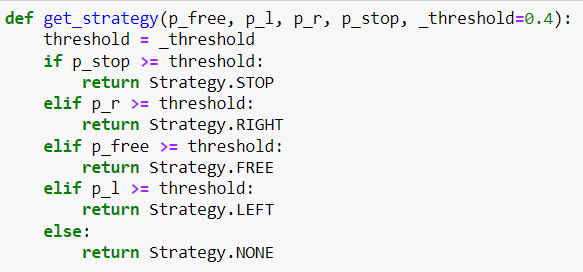 def get_strategy(p_free, p_l, p_r, p_stop, _threshold=0.4):
    threshold = _threshold
    if p_stop >= threshold:
        return Strategy.STOP
    elif p_r >= threshold:
        return Strategy.RIGHT
    elif p_free >= threshold:
        return Strategy.FREE
    elif p_l >= threshold:
        return Strategy.LEFT
    else:
        return Strategy.NONE